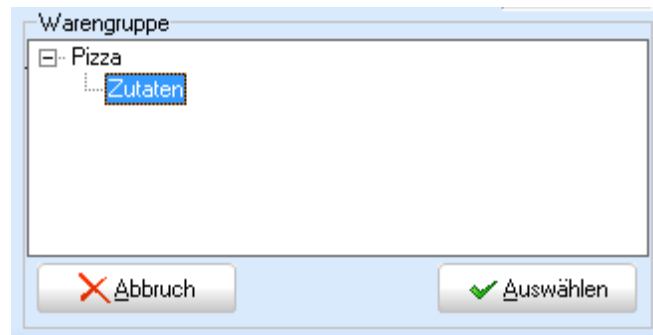 Warengruppe
Pizza
Zutaten
Abbruch
Auswählen